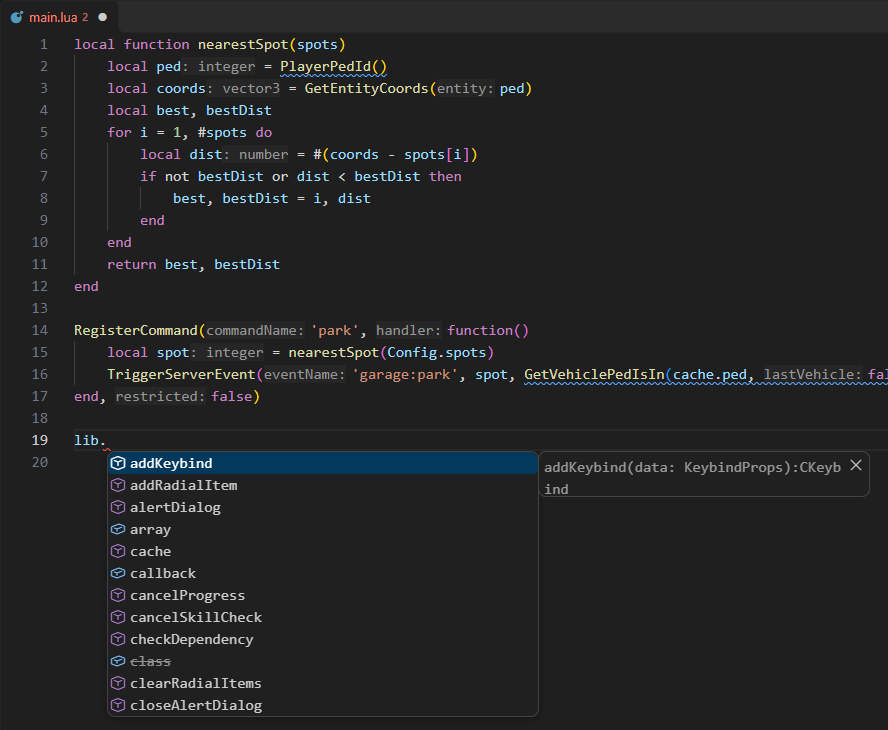 main.lua 2
1 local function nearestSpot(spots)
2 local ped: integer = PlayerPedId()
3 local coords: vector3 = GetEntityCoords(entity: ped)
4 local best, bestDist
5 for i = 1, #spots do
6 local dist: number = #(coords - spots[i])
7 if not bestDist or dist < bestDist then
8 best, bestDist = i, dist
9 end
10 end
11 return best, bestDist
12 end
13
14 RegisterCommand(commandName: 'park', handler: function()
15 local spot: integer = nearestSpot(Config.spots)
16 TriggerServerEvent(eventName: 'garage:park', spot, GetVehiclePedIsIn(cache.ped, lastVehicle: fal
17 end, restricted: false)
18
19 lib.
20
addKeybind
addRadialItem
alertDialog
array
cache
callback
cancelProgress
cancelSkillCheck
checkDependency
class
clearRadialItems
closeAlertDialog
addKeybind(data: KeybindProps):CKeyb
ind